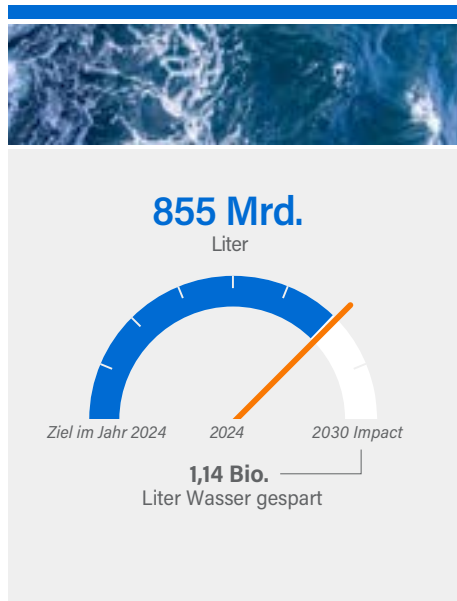 855 Mrd.
Liter
Ziel im Jahr 2024
2024
2030 Impact
1,14 Bio.
Liter Wasser gespart